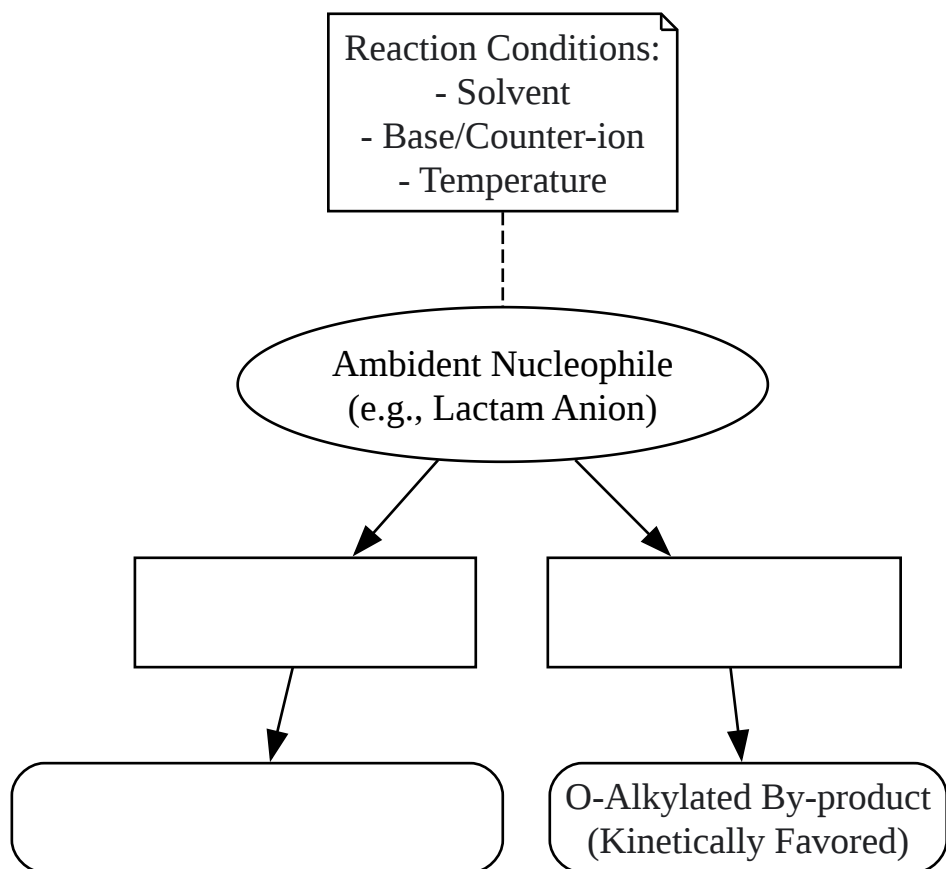 Reaction Conditions:
- Solvent
- Base/Counter-ion
- Temperature
Ambident Nucleophile
(e.g., Lactam Anion)
O-Alkylated By-product
(Kinetically Favored)